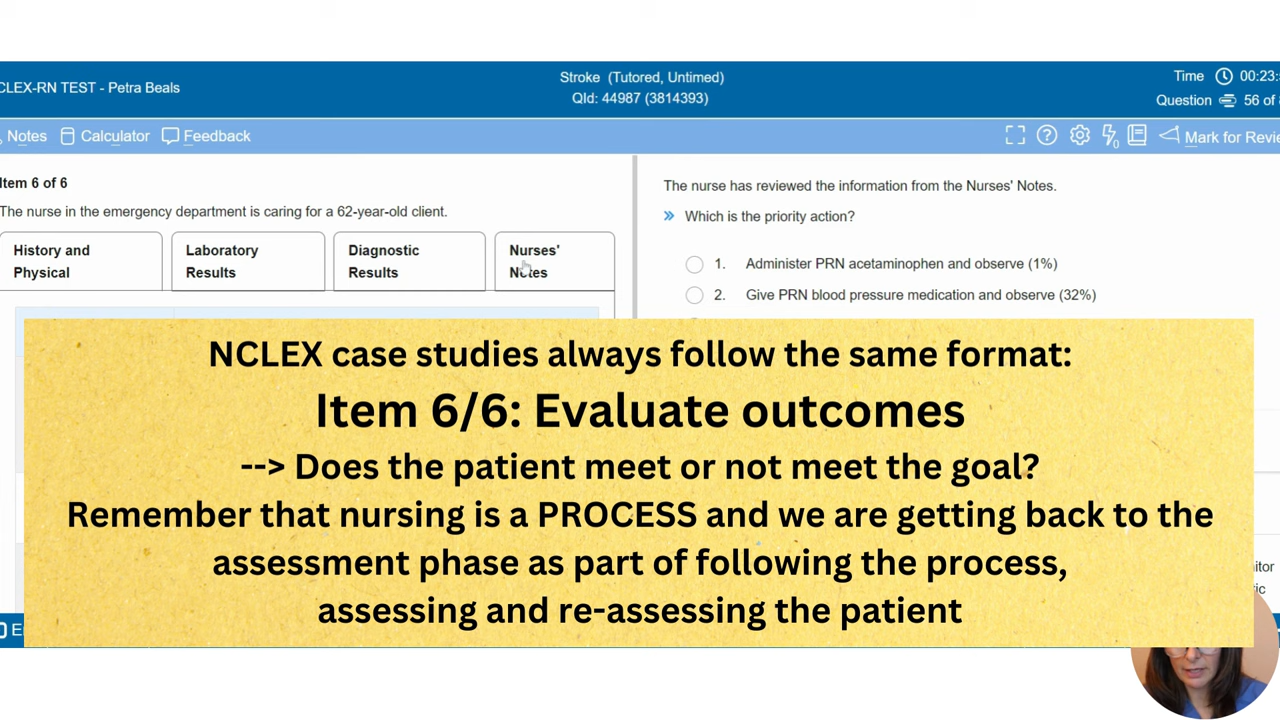 CLEX-RN TEST - Petra Beals
Stroke (Tutored, Untimed)
QId: 44987 (3814393)
Time 00:23:
Question 56 of
Notes Calculator Feedback
Mark for Revie
Item 6 of 6
The nurse in the emergency department is caring for a 62-year-old client.
History and
Physical
Laboratory
Results
Diagnostic
Results
Nurses'
Notes
The nurse has reviewed the information from the Nurses' Notes.
» Which is the priority action?
1. Administer PRN acetaminophen and observe (1%)
2. Give PRN blood pressure medication and observe (32%)
NCLEX case studies always follow the same format:
Item 6/6: Evaluate outcomes
--> Does the patient meet or not meet the goal?
Remember that nursing is a PROCESS and we are getting back to the
assessment phase as part of following the process,
assessing and re-assessing the patient
itor
ic
E